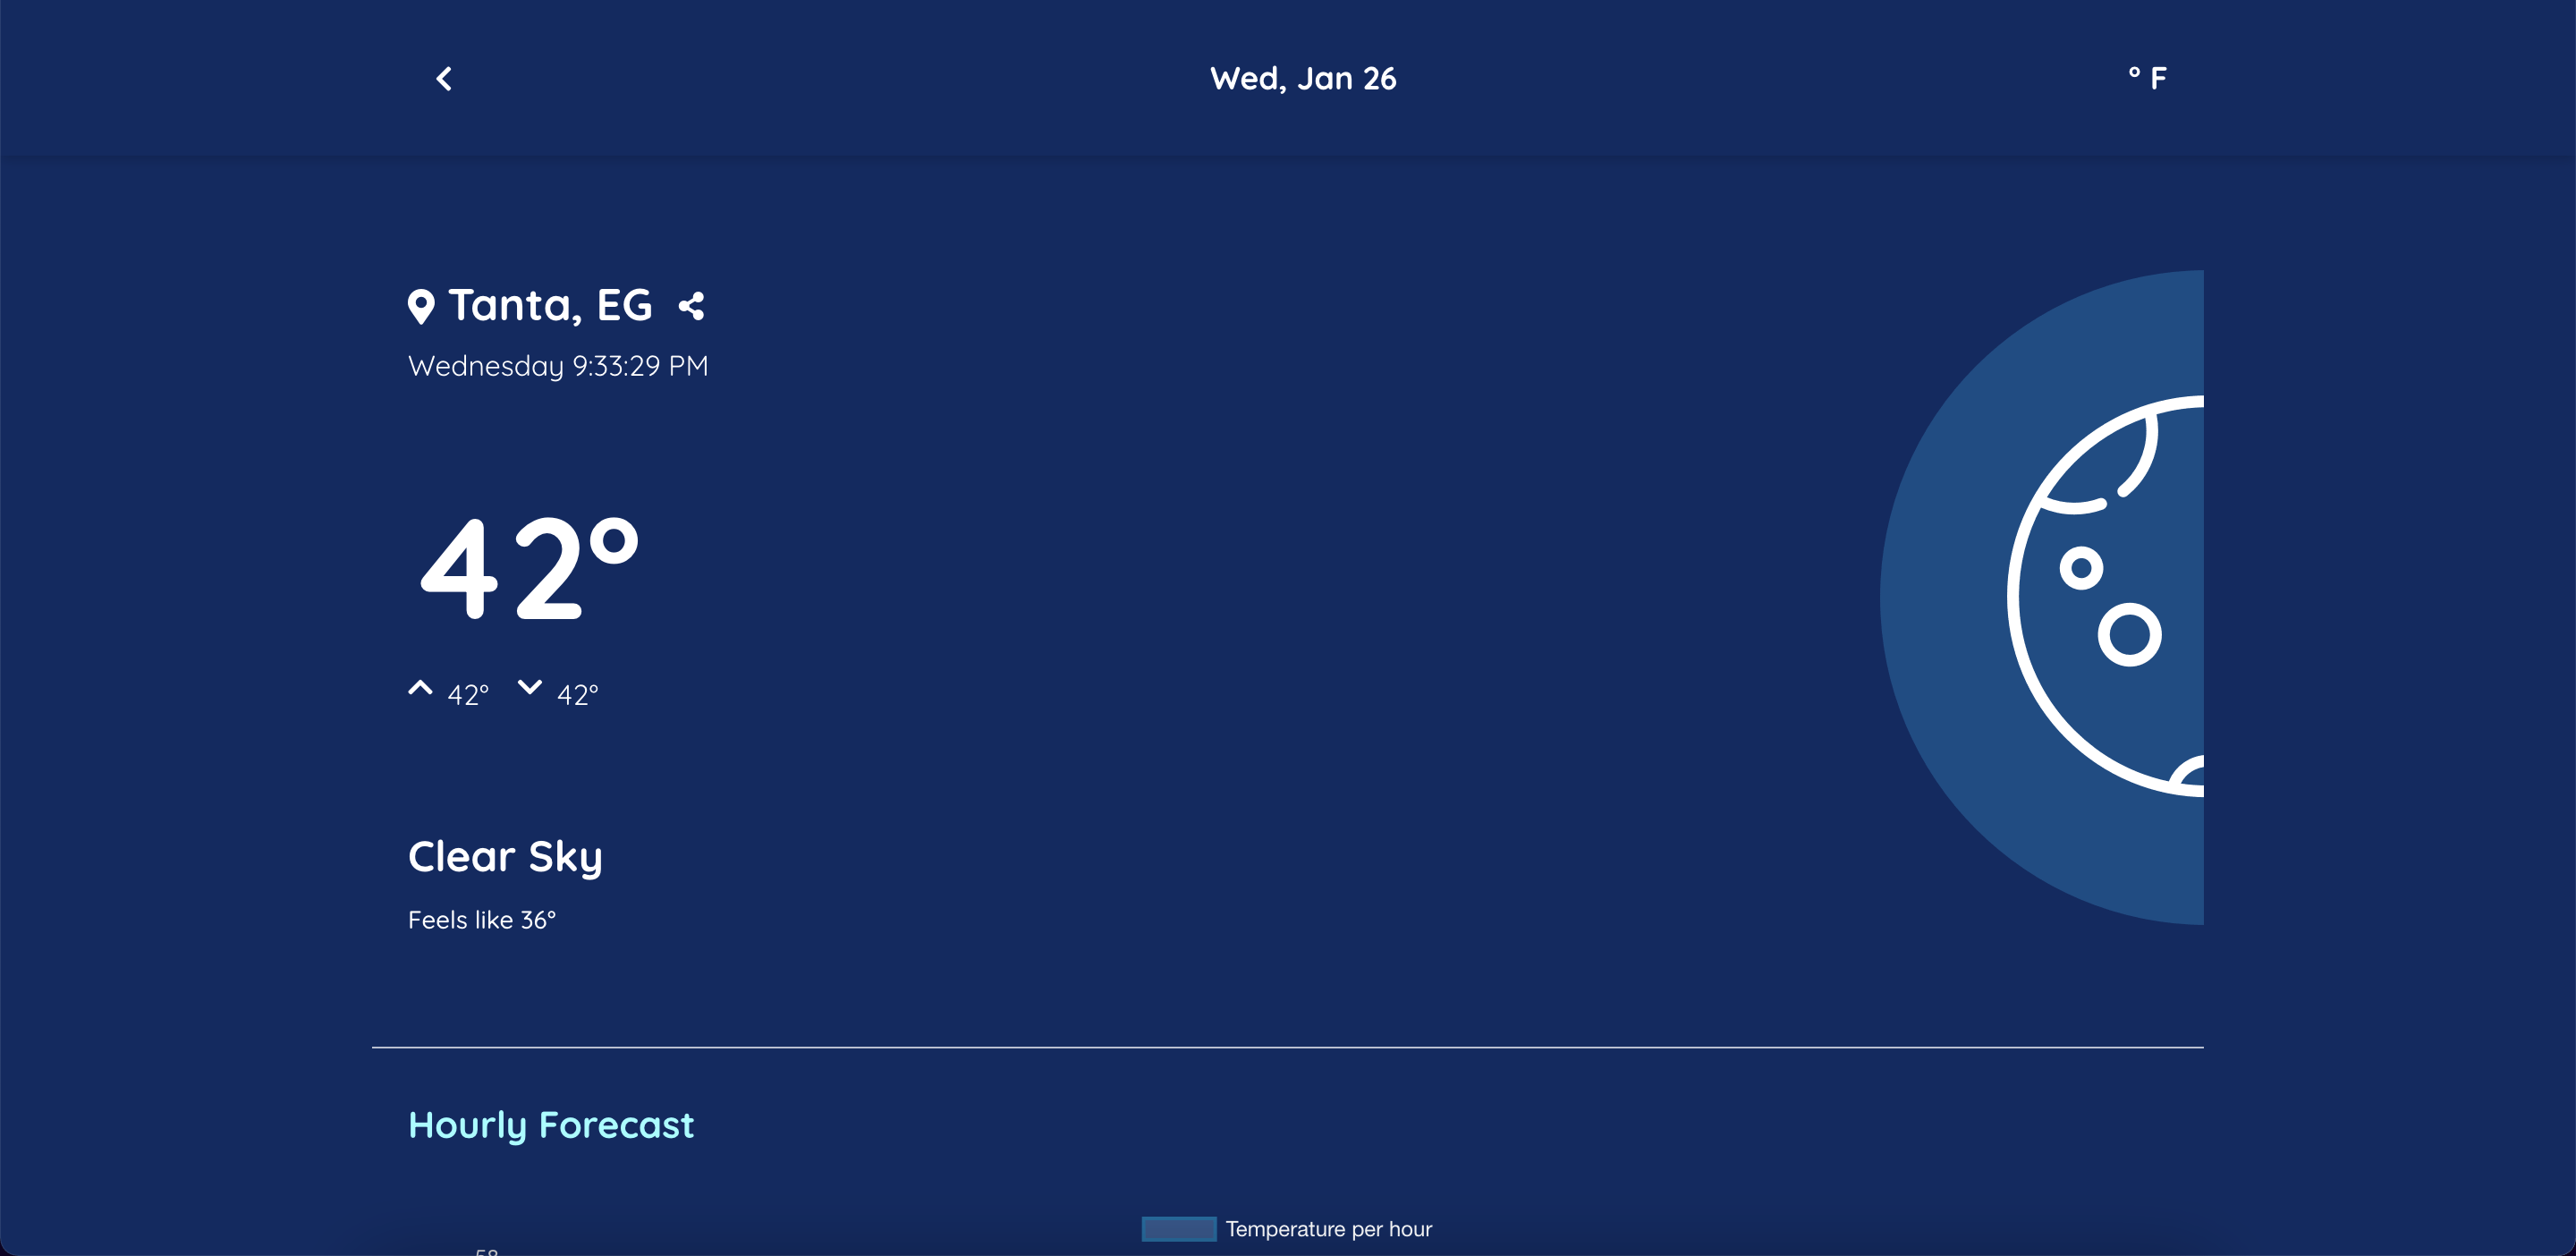 Wed, Jan 26
° F
Tanta, EG
Wednesday 9:33:29 PM
42°
42° 42°
Clear Sky
Feels like 36°
Hourly Forecast
Temperature per hour